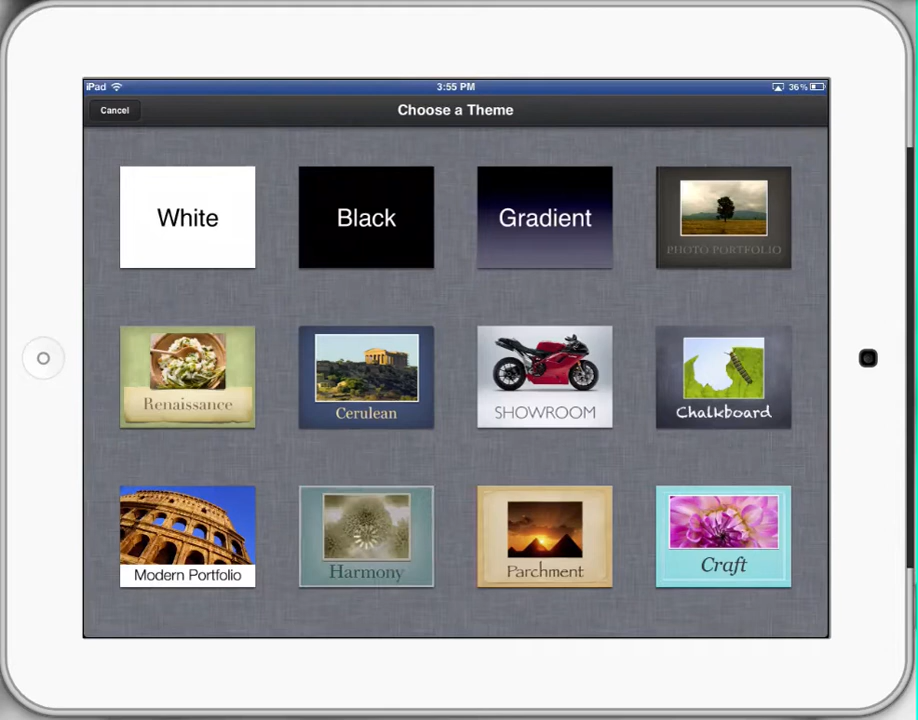 iPad 3:55 PM 36%
Cancel Choose a Theme
White Black Gradient PHOTO PORTFOLIO
Renaissance Cerulean SHOWROOM Chalkboard
Modern Portfolio Harmony Parchment Craft